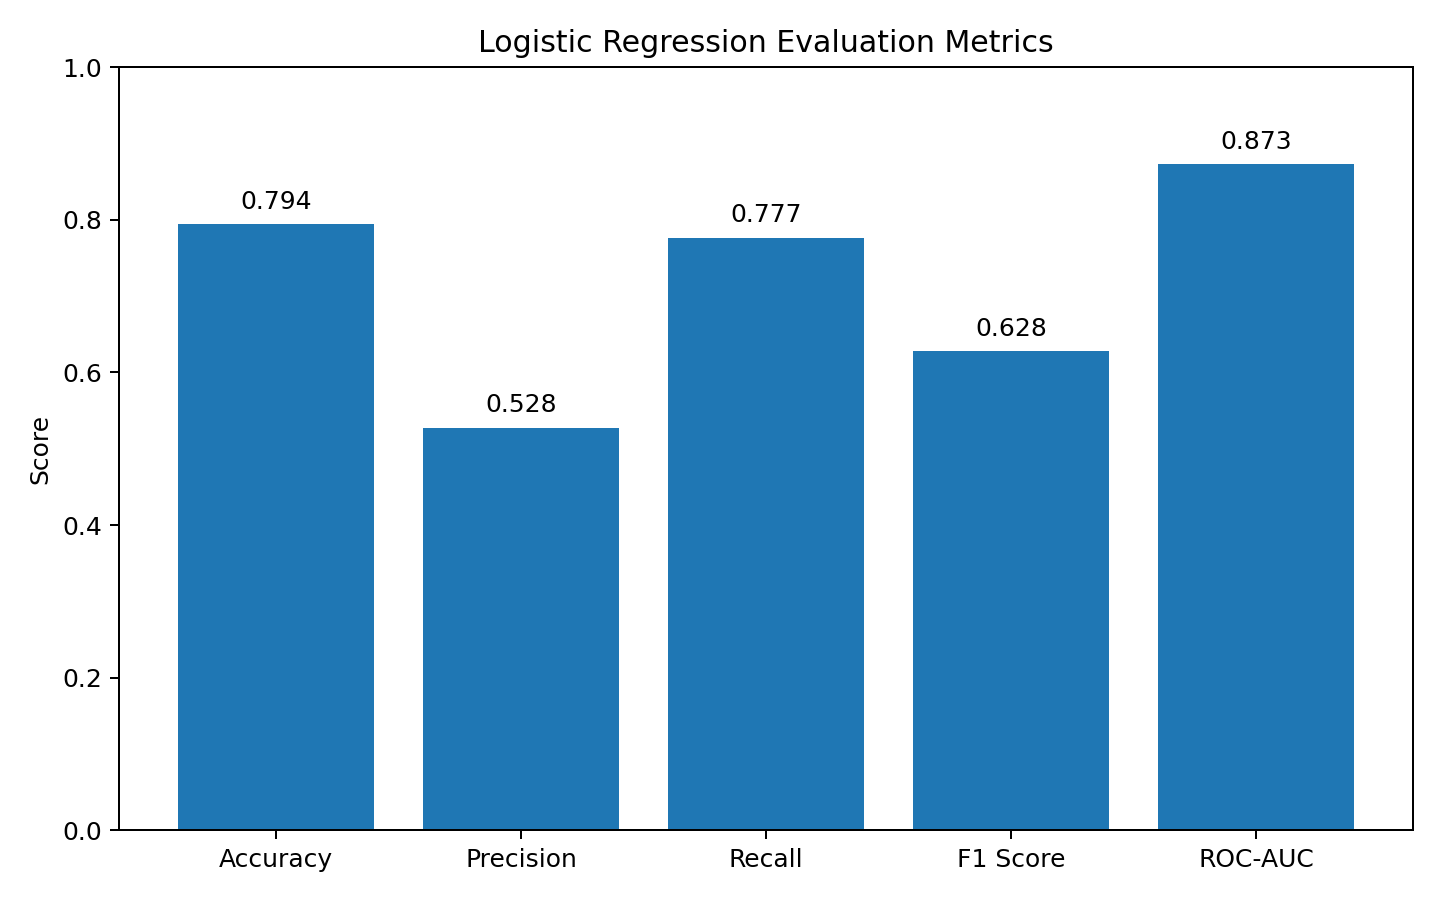 Logistic Regression Evaluation Metrics
1.0
0.8
0.6
0.4
0.2
0.0
Score
0.794
0.528
0.777
0.628
0.873
Accuracy
Precision
Recall
F1 Score
ROC-AUC